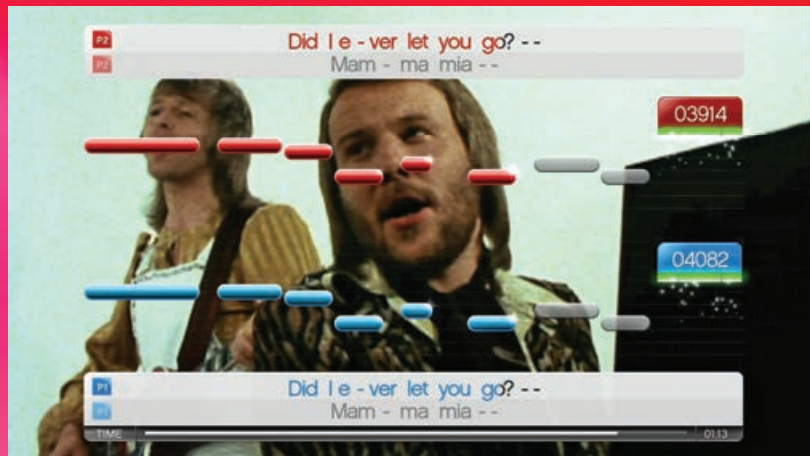 P2 Did I e - ver let you go? - -
P2 Mam - ma mia - -
03914
04082
P1 Did I e - ver let you go? - -
P1 Mam - ma mia - -
TIME 01:13